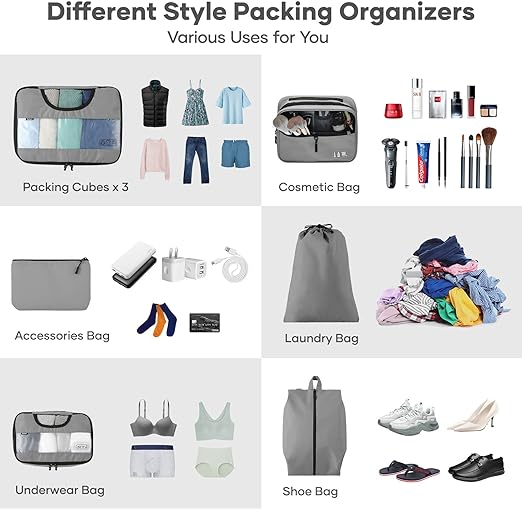 Different Style Packing Organizers
Various Uses for You
Packing Cubes x 3
Cosmetic Bag
Colgate
Accessories Bag
Laundry Bag
Underwear Bag
Shoe Bag